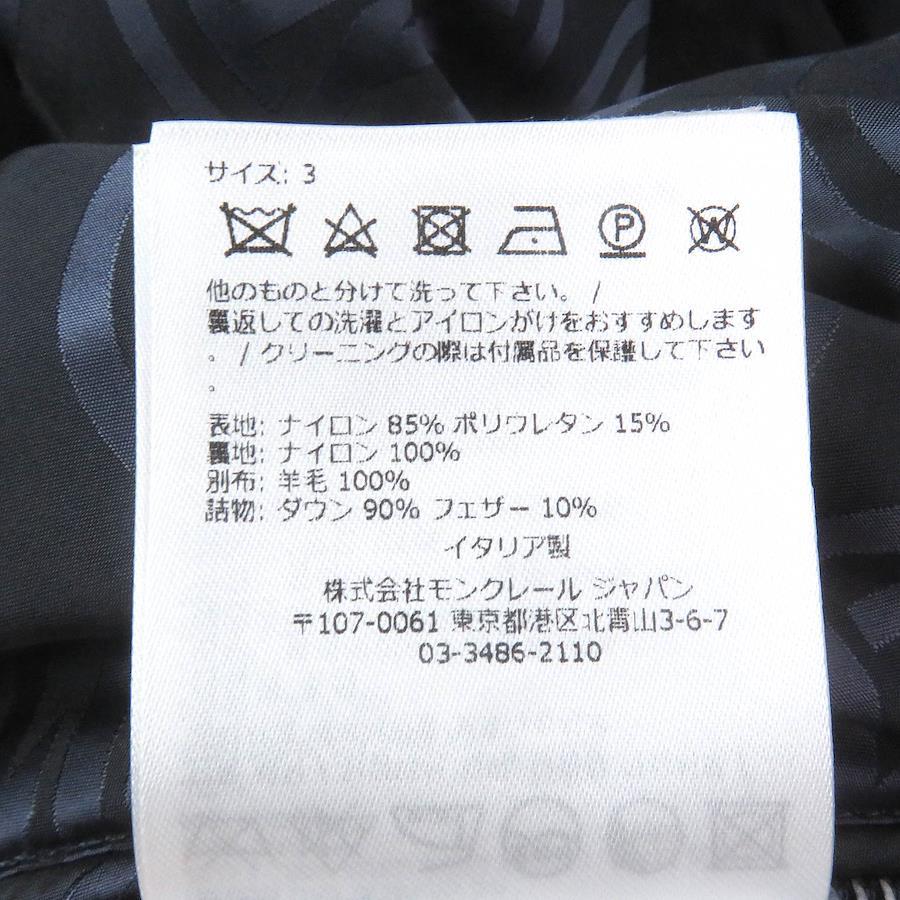 サイズ: 3
P W
他のものと分けて洗って下さい。 /
裏返しての洗濯とアイロンがけをおすすめします
。 / クリーニングの際は付属品を保護して下さい
。
表地: ナイロン 85% ポリウレタン 15%
裏地: ナイロン 100%
別布: 羊毛 100%
詰物: ダウン 90% フェザー 10%
イタリア製
株式会社モンクレール ジャパン
〒107-0061 東京都港区北青山3-6-7
03-3486-2110